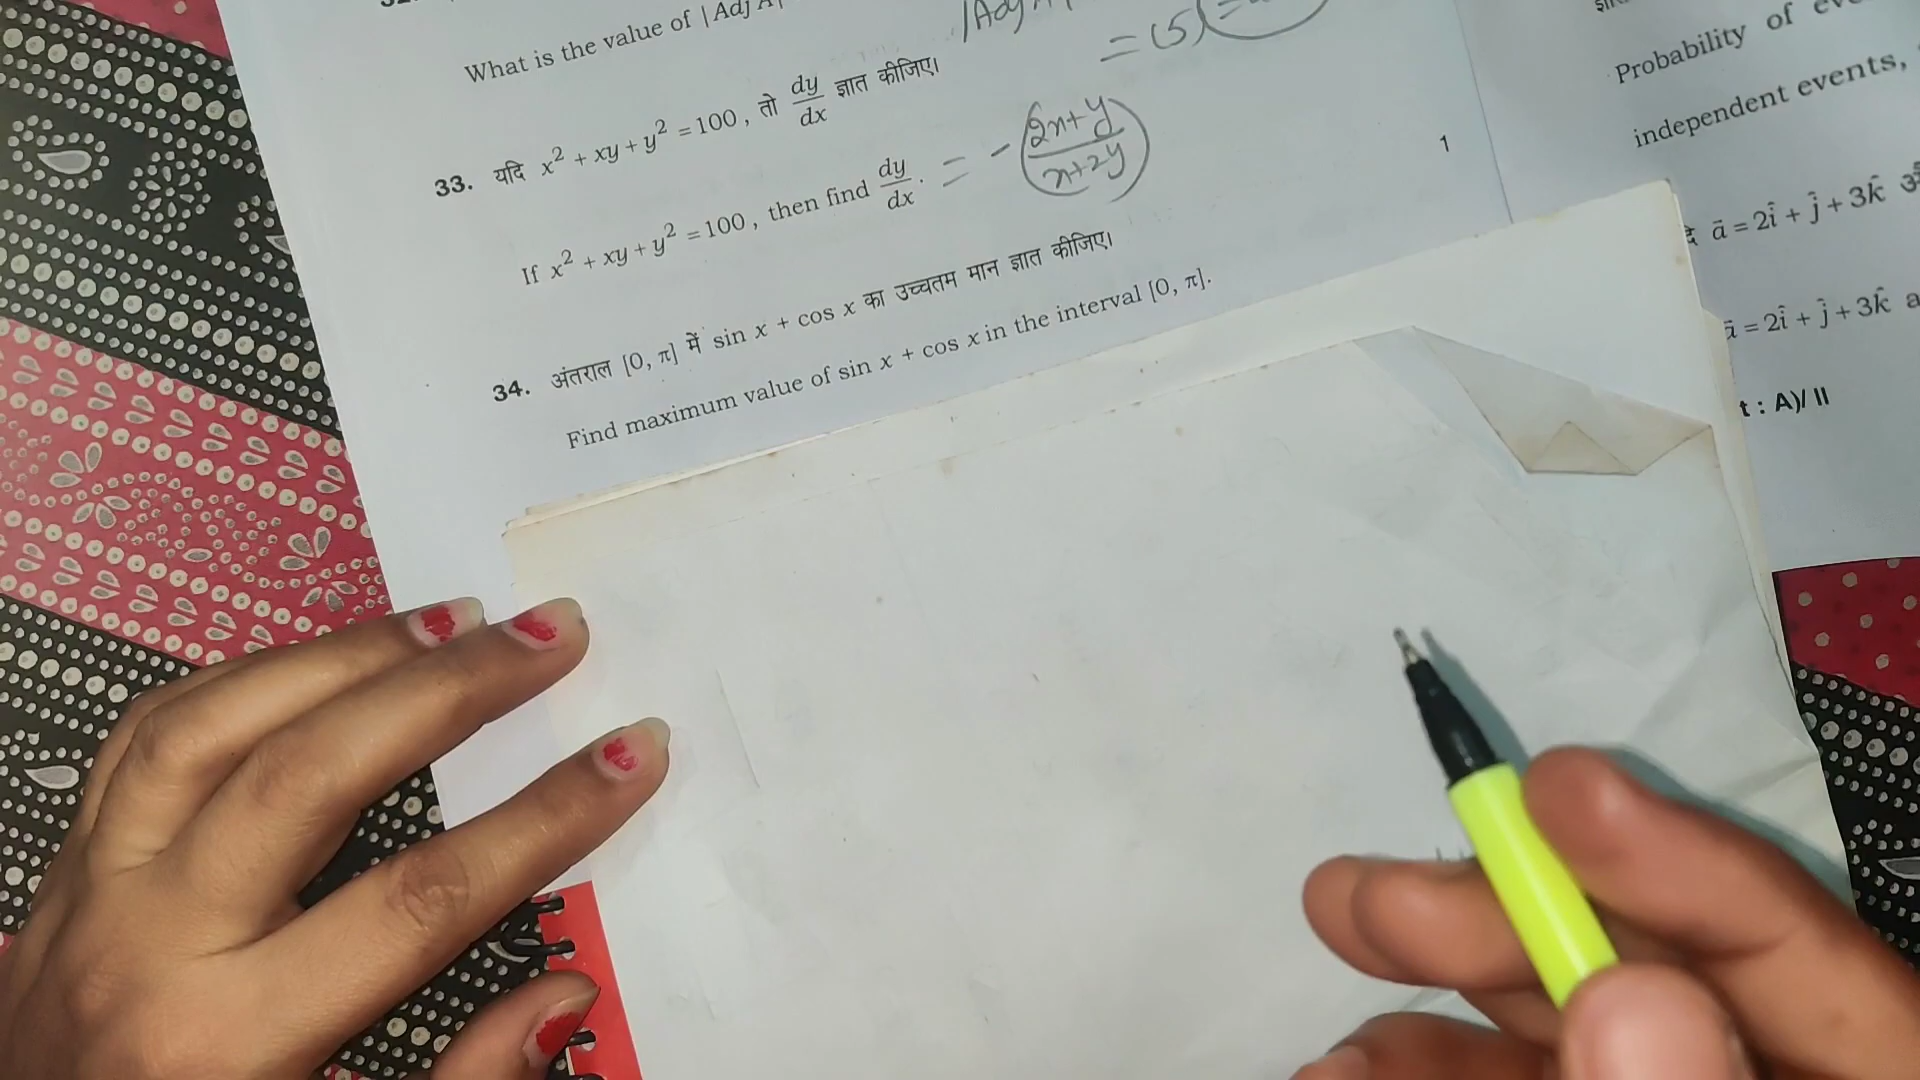 What is the value of | Adj A|
|Adj A|
= (5)
33. यदि x² + xy + y² = 100, तो dy/dx ज्ञात कीजिए।
If x² + xy + y² = 100, then find dy/dx. = -(2x+y/x+2y)
1
34. अंतराल [0, π] में sin x + cos x का उच्चतम मान ज्ञात कीजिए।
Find maximum value of sin x + cos x in the interval [0, π].
Probability of
independent events,
ā = 2î + ĵ + 3k̂
ā = 2î + ĵ + 3k̂
t : A)/ II